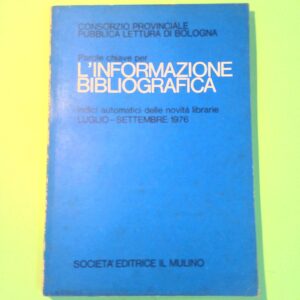 CONSORZIO PROVINCIALE
PUBBLICA LETTURA DI BOLOGNA
Parole chiave per
L'INFORMAZIONE
BIBLIOGRAFICA
Indici automatici delle novità librarie
LUGLIO - SETTEMBRE 1976
SOCIETA' EDITRICE IL MULINO